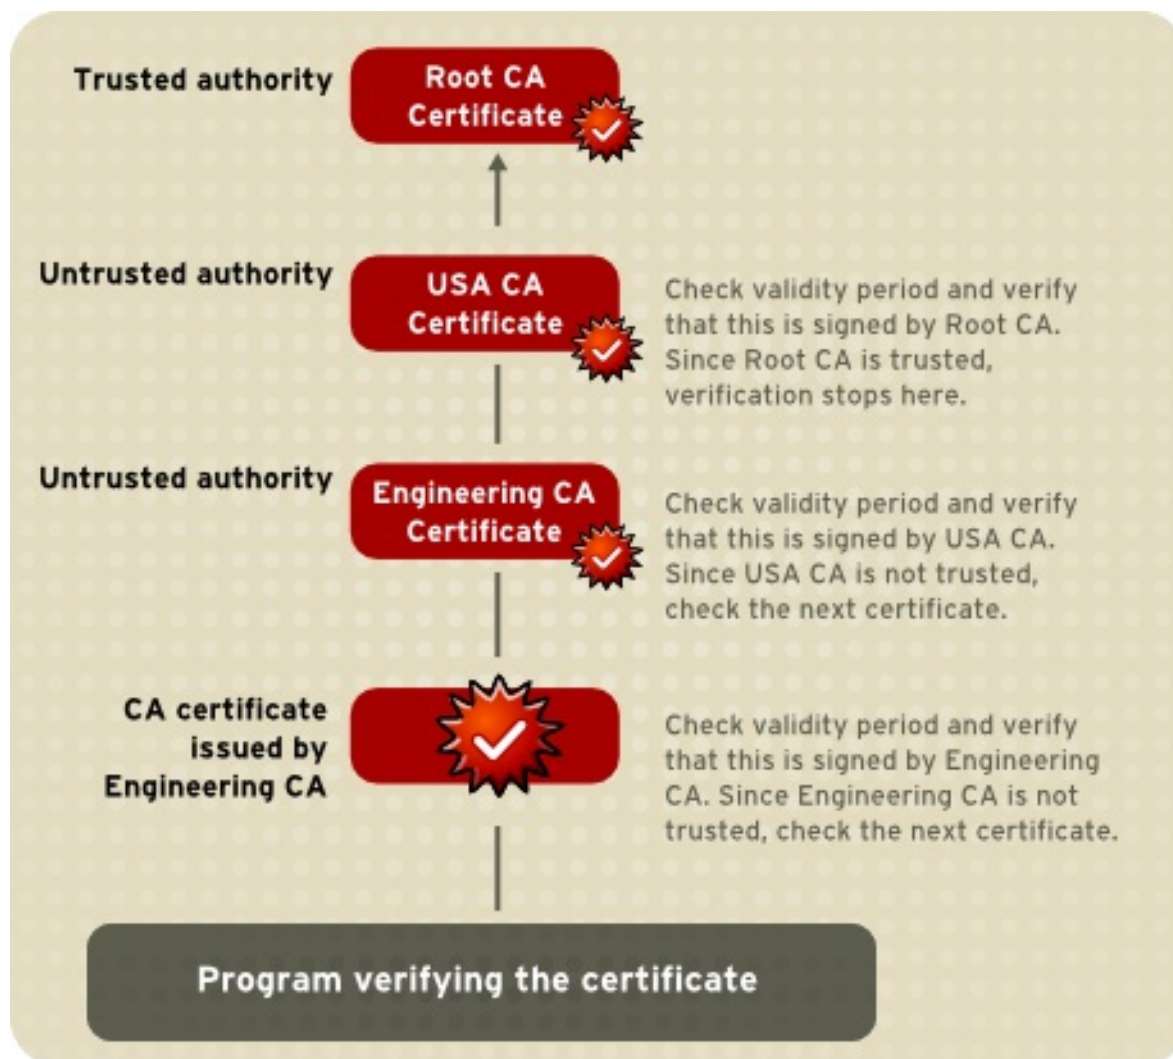 Trusted authority
Root CA
Certificate
Untrusted authority
USA CA
Certificate
Check validity period and verify
that this is signed by Root CA.
Since Root CA is trusted,
verification stops here.
Untrusted authority
Engineering CA
Certificate
Check validity period and verify
that this is signed by USA CA.
Since USA CA is not trusted,
check the next certificate.
CA certificate
issued by
Engineering CA
Check validity period and verify
that this is signed by Engineering
CA. Since Engineering CA is not
trusted, check the next certificate.
Program verifying the certificate